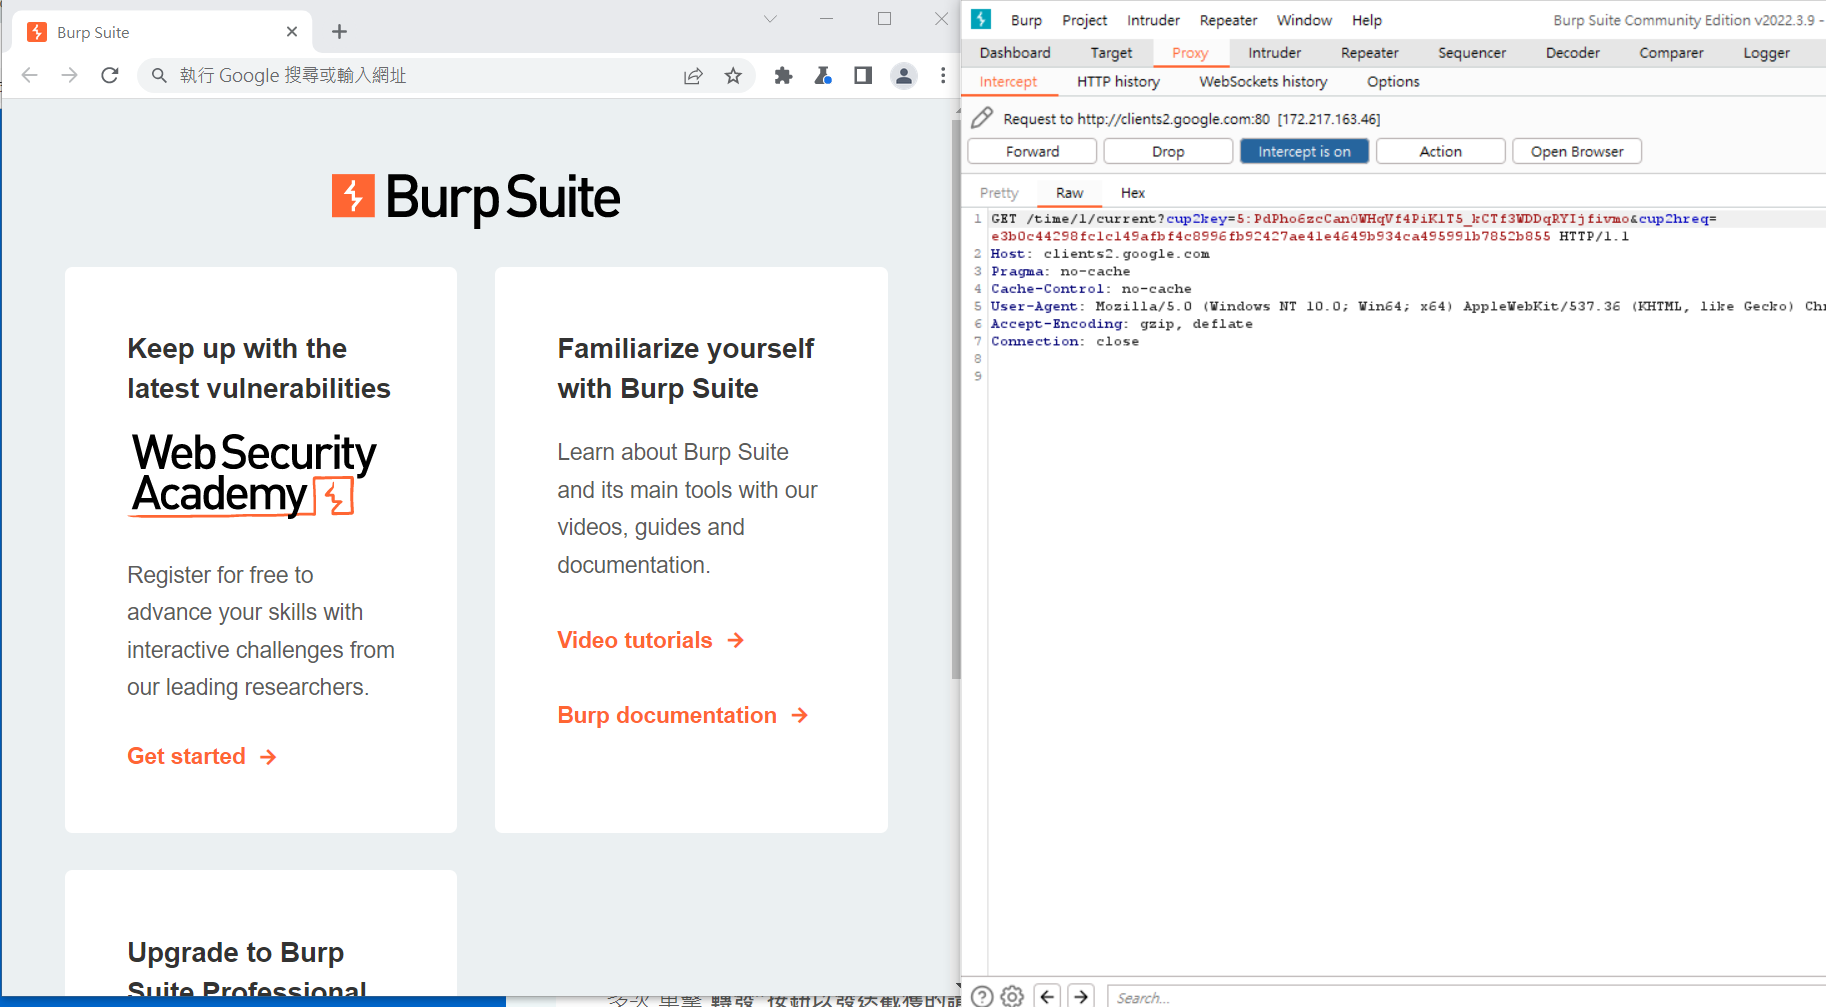 Burp Suite
執行 Google 搜尋或輸入網址
Burp Suite
Keep up with the
latest vulnerabilities
Web Security
Academy
Register for free to
advance your skills with
interactive challenges from
our leading researchers.
Get started →
Familiarize yourself
with Burp Suite
Learn about Burp Suite
and its main tools with our
videos, guides and
documentation.
Video tutorials →
Burp documentation →
Upgrade to Burp
Suite Professional
Burp Project Intruder Repeater Window Help Burp Suite Community Edition v2022.3.9 -
Dashboard Target Proxy Intruder Repeater Sequencer Decoder Comparer Logger
Intercept HTTP history WebSockets history Options
Request to http://clients2.google.com:80 [172.217.163.46]
Forward Drop Intercept is on Action Open Browser
Pretty Raw Hex
1 GET /time/1/current?cup2key=5:PdPho6zcCan0WHqVf4PiK1T5_kCTf3WDDqRYIjfivmo&cup2hreq=
e3b0c44298fc1c149afbf4c8996fb92427ae41e4649b934ca495991b7852b855 HTTP/1.1
2 Host: clients2.google.com
3 Pragma: no-cache
4 Cache-Control: no-cache
5 User-Agent: Mozilla/5.0 (Windows NT 10.0; Win64; x64) AppleWebKit/537.36 (KHTML, like Gecko) Chr
6 Accept-Encoding: gzip, deflate
7 Connection: close
8
9
Search...